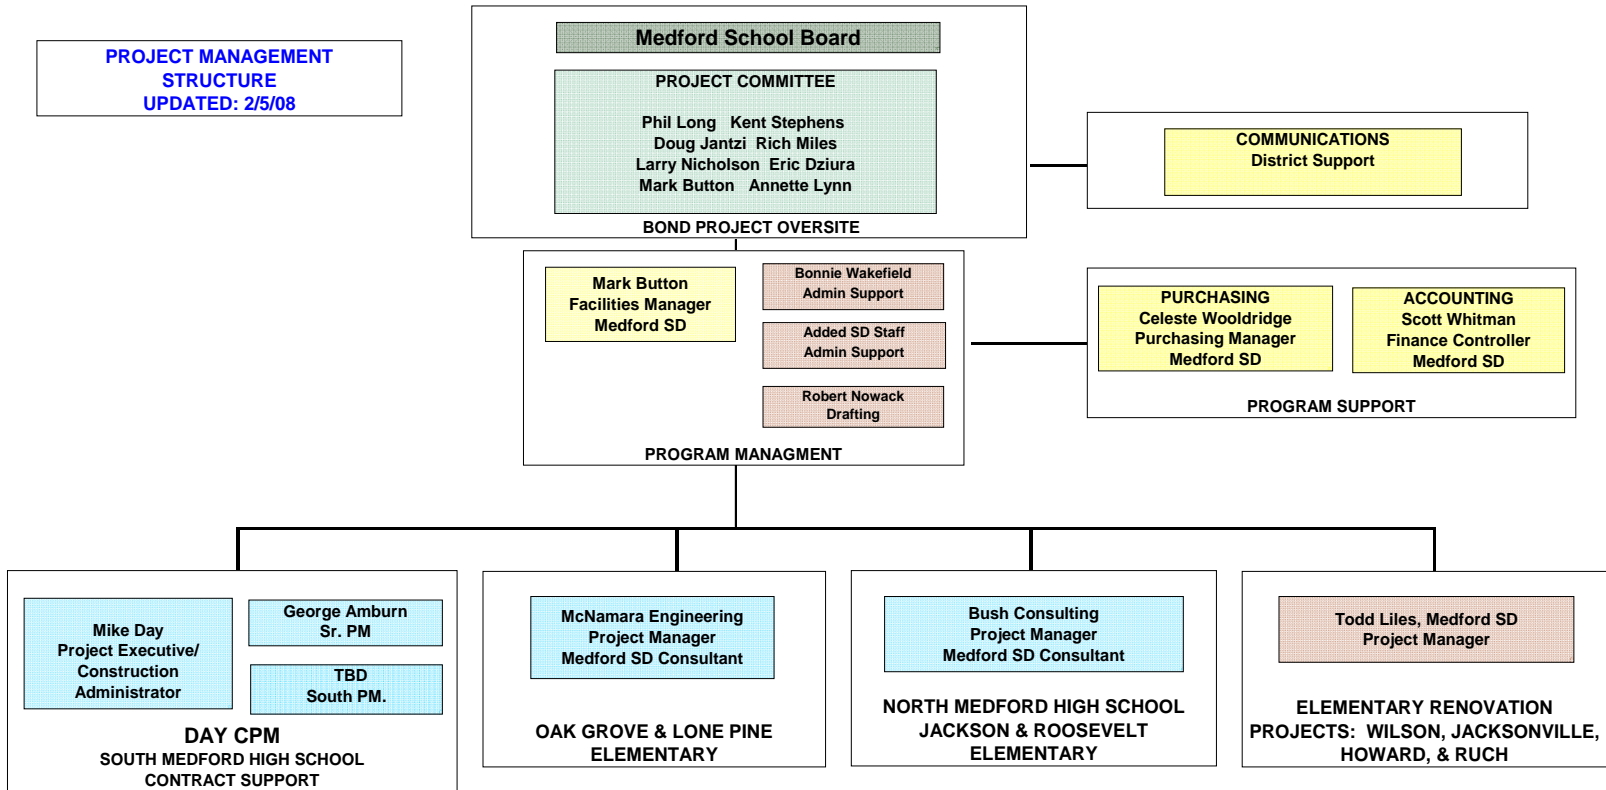 PROJECT MANAGEMENT
STRUCTURE
UPDATED: 2/5/08
Medford School Board
PROJECT COMMITTEE
Phil Long Kent Stephens
Doug Jantzi Rich Miles
Larry Nicholson Eric Dziura
Mark Button Annette Lynn
BOND PROJECT OVERSITE
COMMUNICATIONS
District Support
Mark Button
Facilities Manager
Medford SD
Bonnie Wakefield
Admin Support
Added SD Staff
Admin Support
Robert Nowack
Drafting
PROGRAM MANAGMENT
PURCHASING
Celeste Wooldridge
Purchasing Manager
Medford SD
ACCOUNTING
Scott Whitman
Finance Controller
Medford SD
PROGRAM SUPPORT
Mike Day
Project Executive/
Construction
Administrator
George Amburn
Sr. PM
TBD
South PM.
DAY CPM
SOUTH MEDFORD HIGH SCHOOL
CONTRACT SUPPORT
McNamara Engineering
Project Manager
Medford SD Consultant
OAK GROVE & LONE PINE
ELEMENTARY
Bush Consulting
Project Manager
Medford SD Consultant
NORTH MEDFORD HIGH SCHOOL
JACKSON & ROOSEVELT
ELEMENTARY
Todd Liles, Medford SD
Project Manager
ELEMENTARY RENOVATION
PROJECTS: WILSON, JACKSONVILLE,
HOWARD, & RUCH